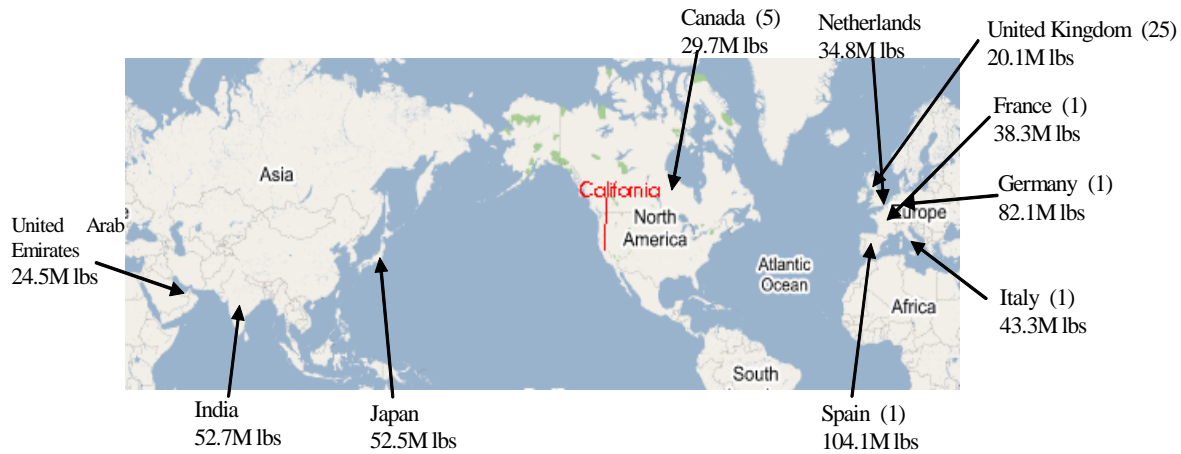 Canada (5)
29.7M lbs
Netherlands
34.8M lbs
United Kingdom (25)
20.1M lbs
France (1)
38.3M lbs
Germany (1)
82.1M lbs
Asia
California
North
America
Europe
United Arab
Emirates
24.5M lbs
Atlantic
Ocean
Africa
Italy (1)
43.3M lbs
South
India
52.7M lbs
Japan
52.5M lbs
Spain (1)
104.1M lbs